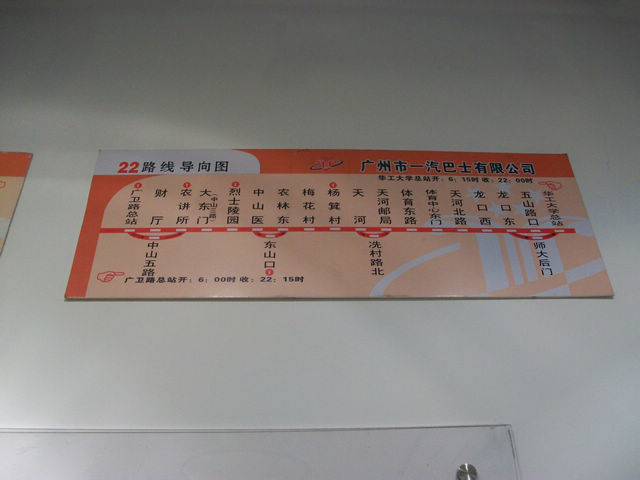 22路线导向图
广州市一汽巴士有限公司
华工大学总站开：6：15时 收：22：00时
广卫路总站
财厅
农讲所
大东门
(中山三路)
烈士陵园
中山医
农林东
梅花村
杨箕村
天河
天河邮局
体育东路
体育中心东门
天河北路
龙口西
龙口东
五山路口
华工大学总站
中山五路
东山口
冼村路北
师大后门
广卫路总站开：6：00时 收：22：15时